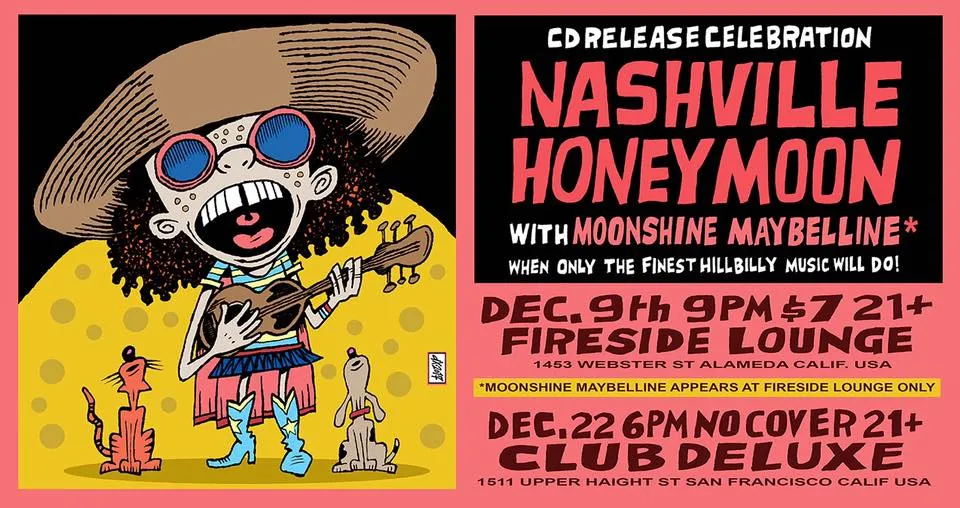 CD RELEASE CELEBRATION
NASHVILLE
HONEYMOON
WITH MOONSHINE MAYBELLINE*
WHEN ONLY THE FINEST HILLBILLY MUSIC WILL DO!
DEC. 9th 9PM $7 21+
FIRESIDE LOUNGE
1453 WEBSTER ST ALAMEDA CALIF. USA
*MOONSHINE MAYBELLINE APPEARS AT FIRESIDE LOUNGE ONLY
DEC. 22 6PM NO COVER 21+
CLUB DELUXE
1511 UPPER HAIGHT ST SAN FRANCISCO CALIF USA